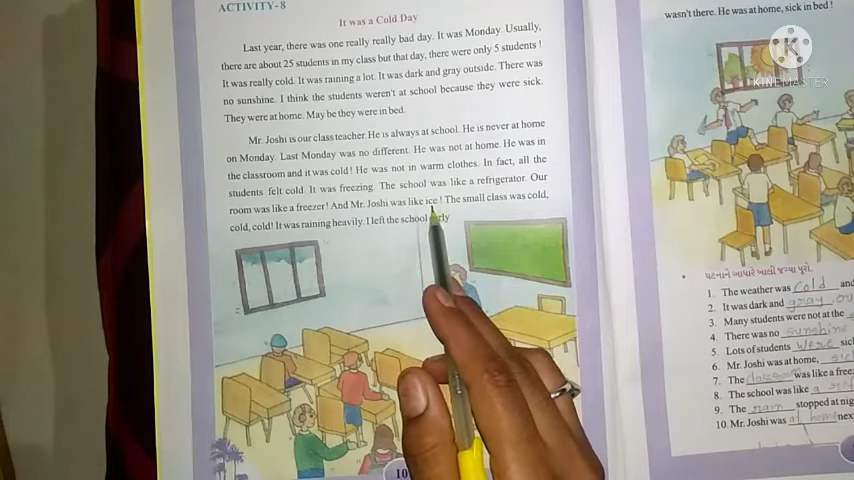 ACTIVITY-8
It was a Cold Day
Last year, there was one really really bad day. It was Monday. Usually,
there are about 25 students in my class but that day, there were only 5 students !
It was really cold. It was raining a lot. It was dark and gray outside. There was
no sunshine. I think the students weren't at school because they were sick.
They were at home. May be they were in bed.
Mr. Joshi is our class teacher. He is always at school. He is never at home
on Monday. Last Monday was no different. He was not at home. He was in
the classroom and it was cold! He was not in warm clothes. In fact, all the
students felt cold. It was freezing. The school was like a refrigerator. Our
room was like a freezer! And Mr. Joshi was like ice ! The small class was cold,
cold, cold! It was raining heavily. I left the school
10
wasn't there. He was at home, sick in bed !
KINEMASTER
ઘટનાને આધારે ખાલી જગ્યા પૂરો.
1. The weather was cold and
2. It was dark and gray ou
3. Many students were not at the
4. There was no sunshine
5. Lots of students were sic
6. Mr. Joshi was at home, sic
7. The was like a free
8. The school was like a ref
9. The rain stopped at nig
10. Mr. Joshi was at home next